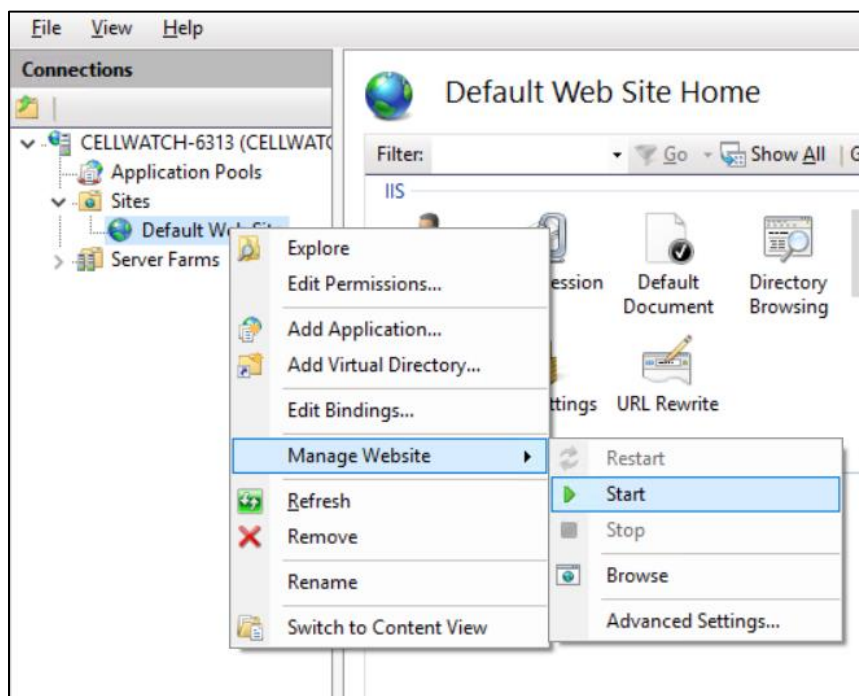 File View Help
Connections
Default Web Site Home
CELLWATCH-6313 (CELLWATC
Application Pools
Sites
Default Web Site
Server Farms
Filter: Go Show All G
IIS
ession
Default
Document
Directory
Browsing
ttings
URL Rewrite
Explore
Edit Permissions...
Add Application...
Add Virtual Directory...
Edit Bindings...
Manage Website
Refresh
Remove
Rename
Switch to Content View
Restart
Start
Stop
Browse
Advanced Settings...